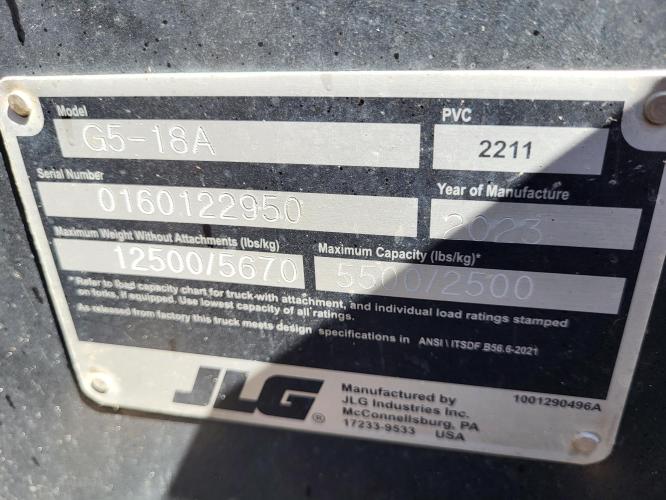 Model
G5-18A
PVC
2211
Serial Number
0160122950
Year of Manufacture
2023
Maximum Weight Without Attachments (lbs/kg)
12500/5670
Maximum Capacity (lbs/kg)*
5500/2500
* Refer to load capacity chart for truck with attachment, and individual load ratings stamped
on forks, if equipped. Use lowest capacity of all ratings.
As released from factory this truck meets design specifications in ANSI \ ITSDF B56.6-2021
JLG®
Manufactured by
JLG Industries Inc.
McConnellsburg, PA
17233-9533 USA
1001290496A